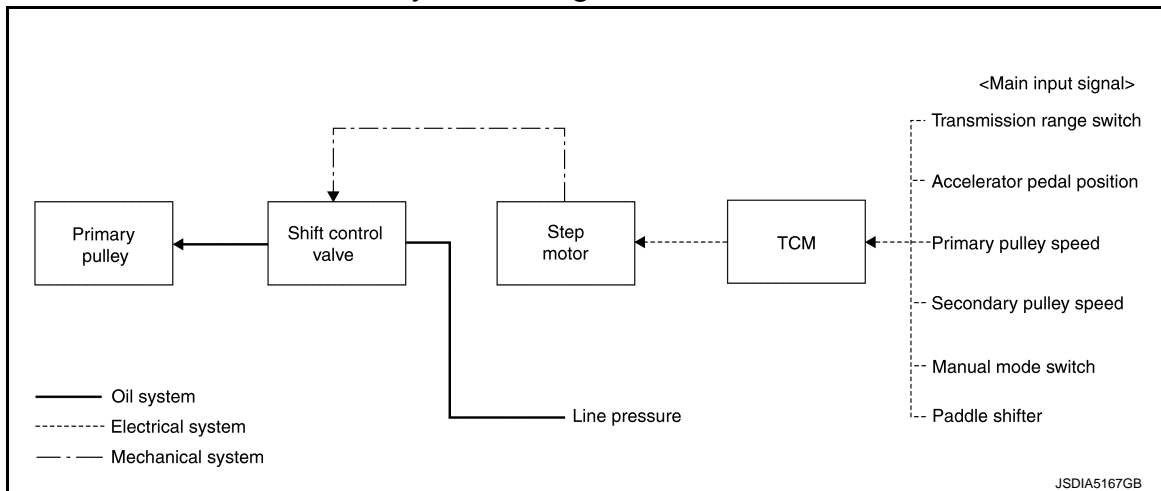 <Main input signal>
Transmission range switch
Accelerator pedal position
Primary
pulley
Shift control
valve
Step
motor
TCM
Primary pulley speed
Secondary pulley speed
Manual mode switch
Paddle shifter
Line pressure
Oil system
Electrical system
Mechanical system
JSDIA5167GB